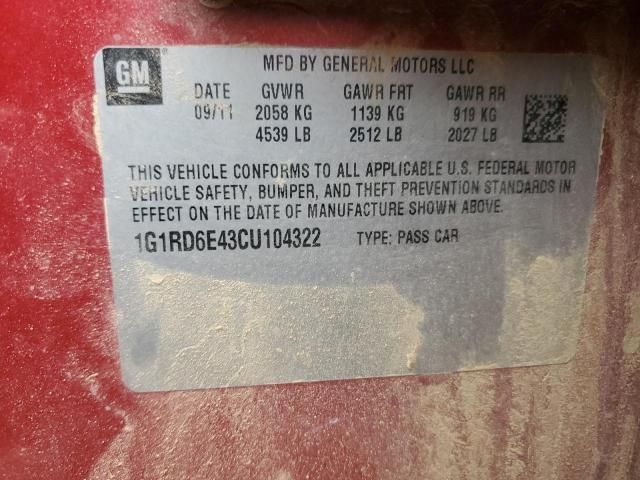 GM
MFD BY GENERAL MOTORS LLC
DATE GVWR GAWR FRT GAWR RR
09/11 2058 KG 1139 KG 919 KG
4539 LB 2512 LB 2027 LB
THIS VEHICLE CONFORMS TO ALL APPLICABLE U.S. FEDERAL MOTOR
VEHICLE SAFETY, BUMPER, AND THEFT PREVENTION STANDARDS IN
EFFECT ON THE DATE OF MANUFACTURE SHOWN ABOVE.
1G1RD6E43CU104322 TYPE: PASS CAR